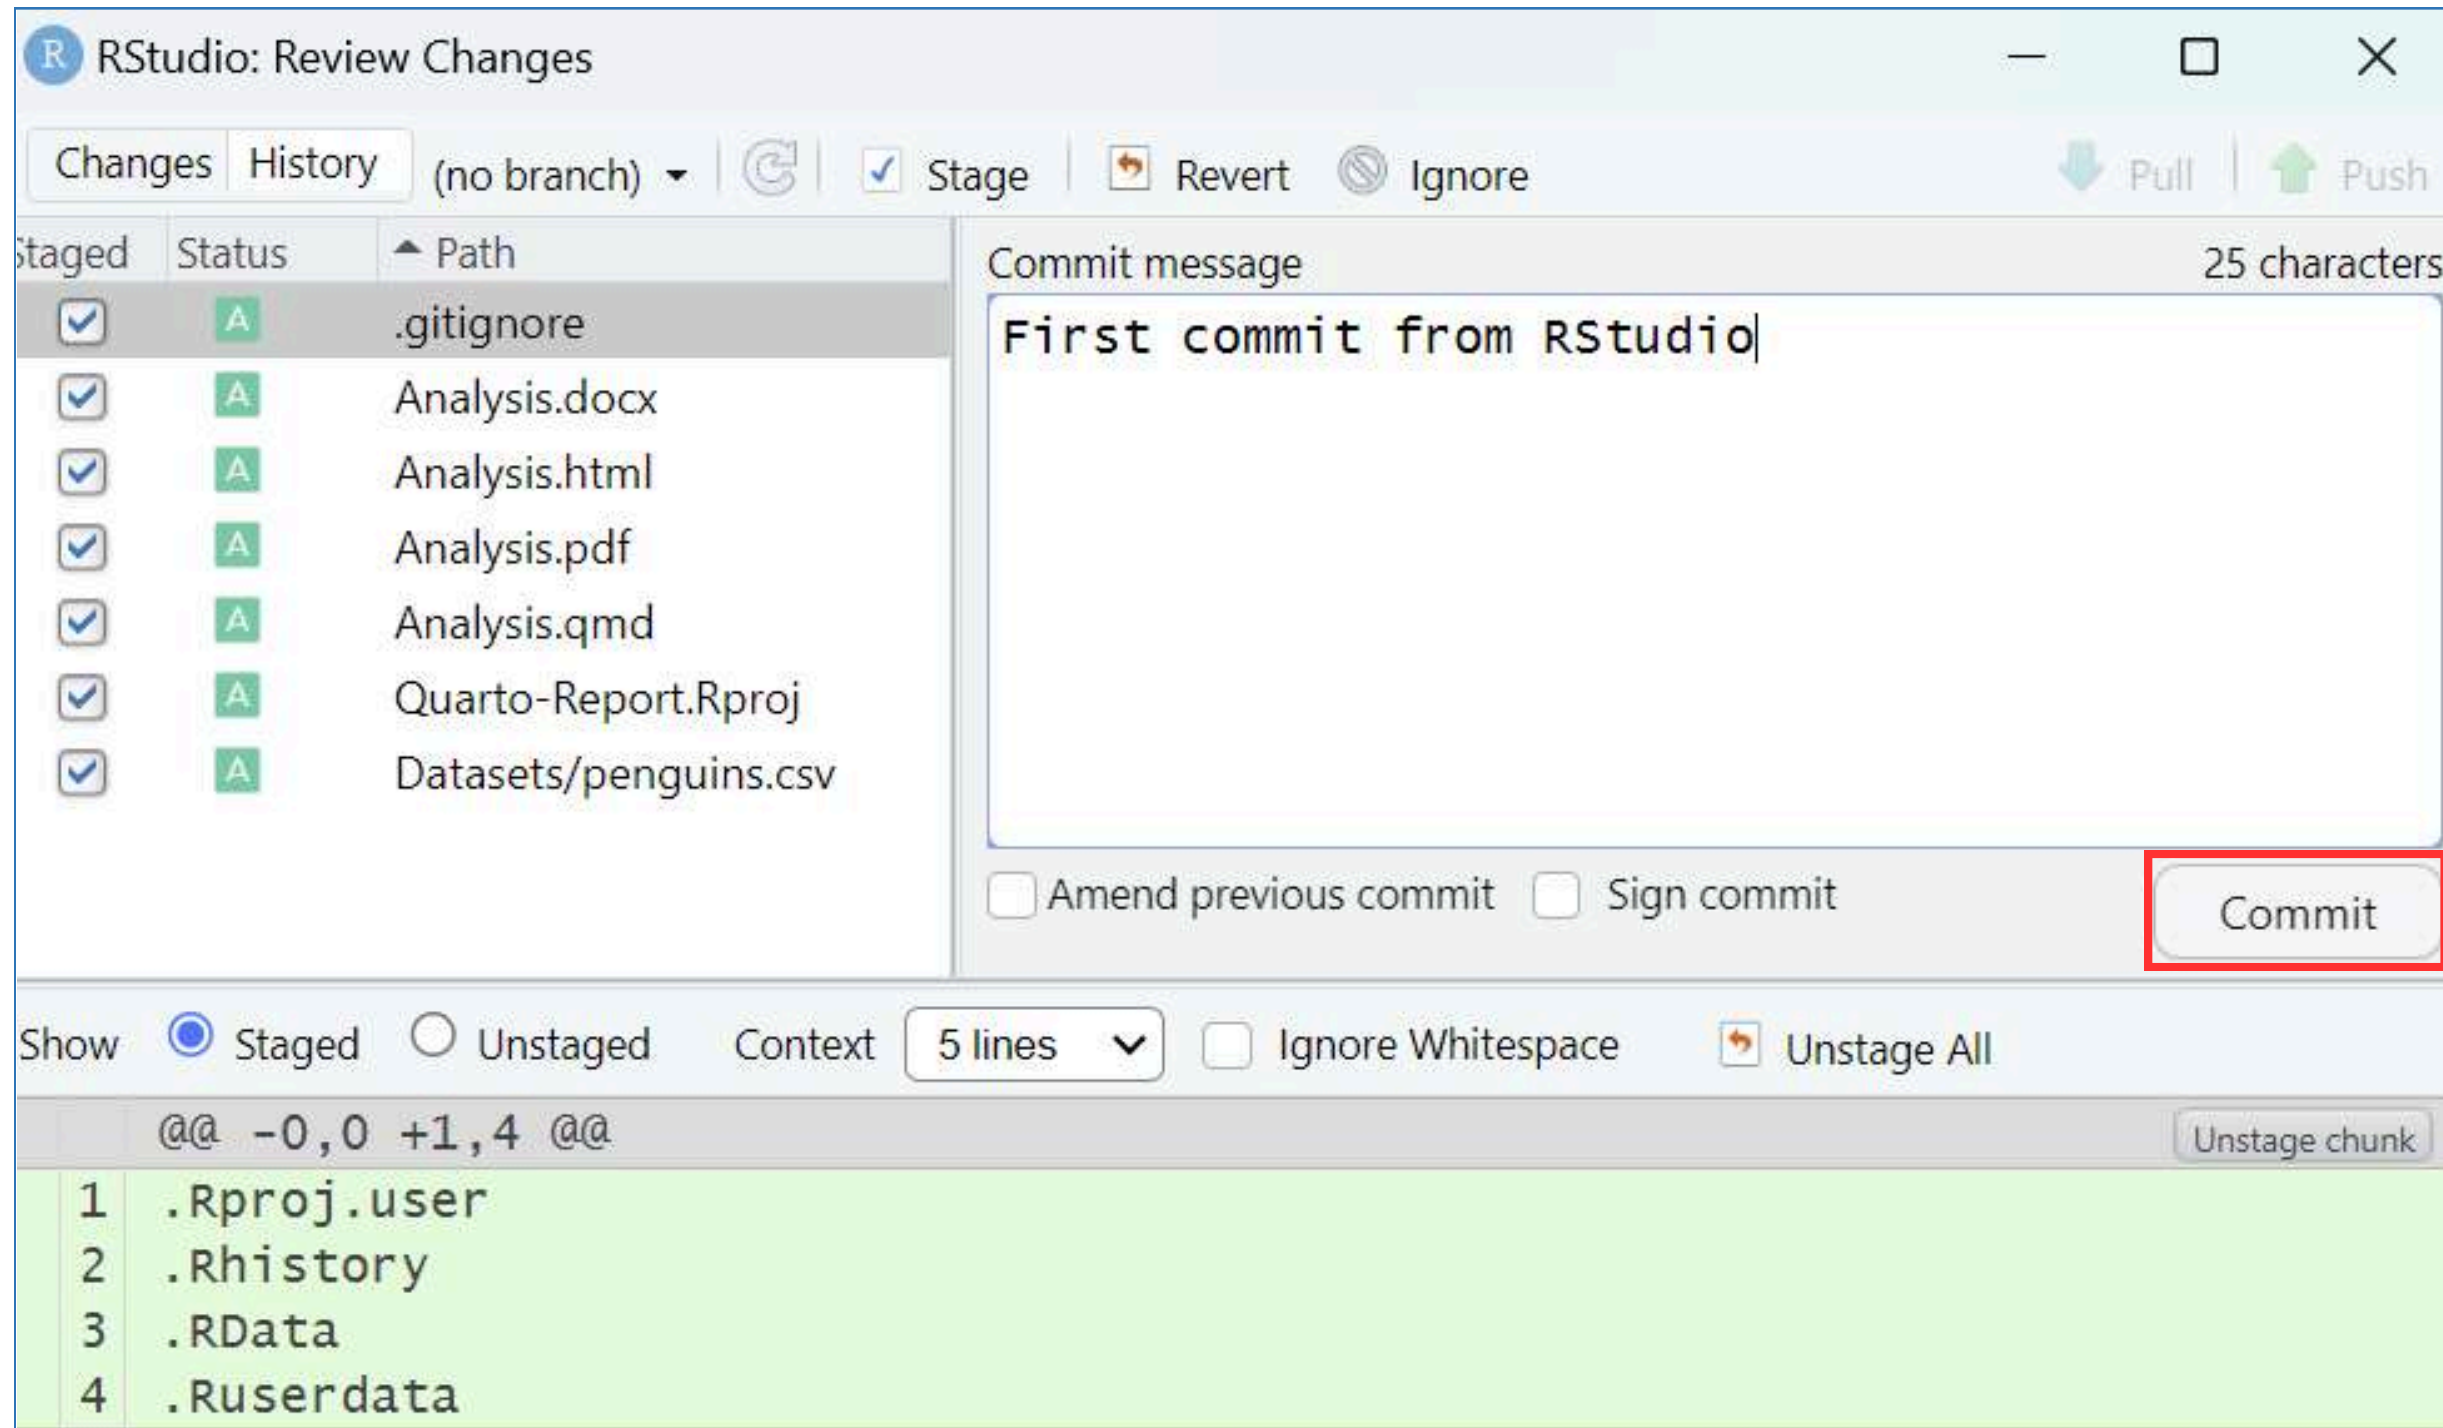 R RStudio: Review Changes
Changes History (no branch) Stage Revert Ignore Pull Push
Staged Status Path
.gitignore
A
Analysis.docx
A
Analysis.html
A
Analysis.pdf
A
Analysis.qmd
A
Quarto-Report.Rproj
A
Datasets/penguins.csv
A
Commit message 25 characters
First commit from RStudio
Amend previous commit Sign commit Commit
Show Staged Unstaged Context 5 lines Ignore Whitespace Unstage All
@@ -0,0 +1,4 @@ Unstage chunk
1 .Rproj.user
2 .Rhistory
3 .RData
4 .Ruserdata